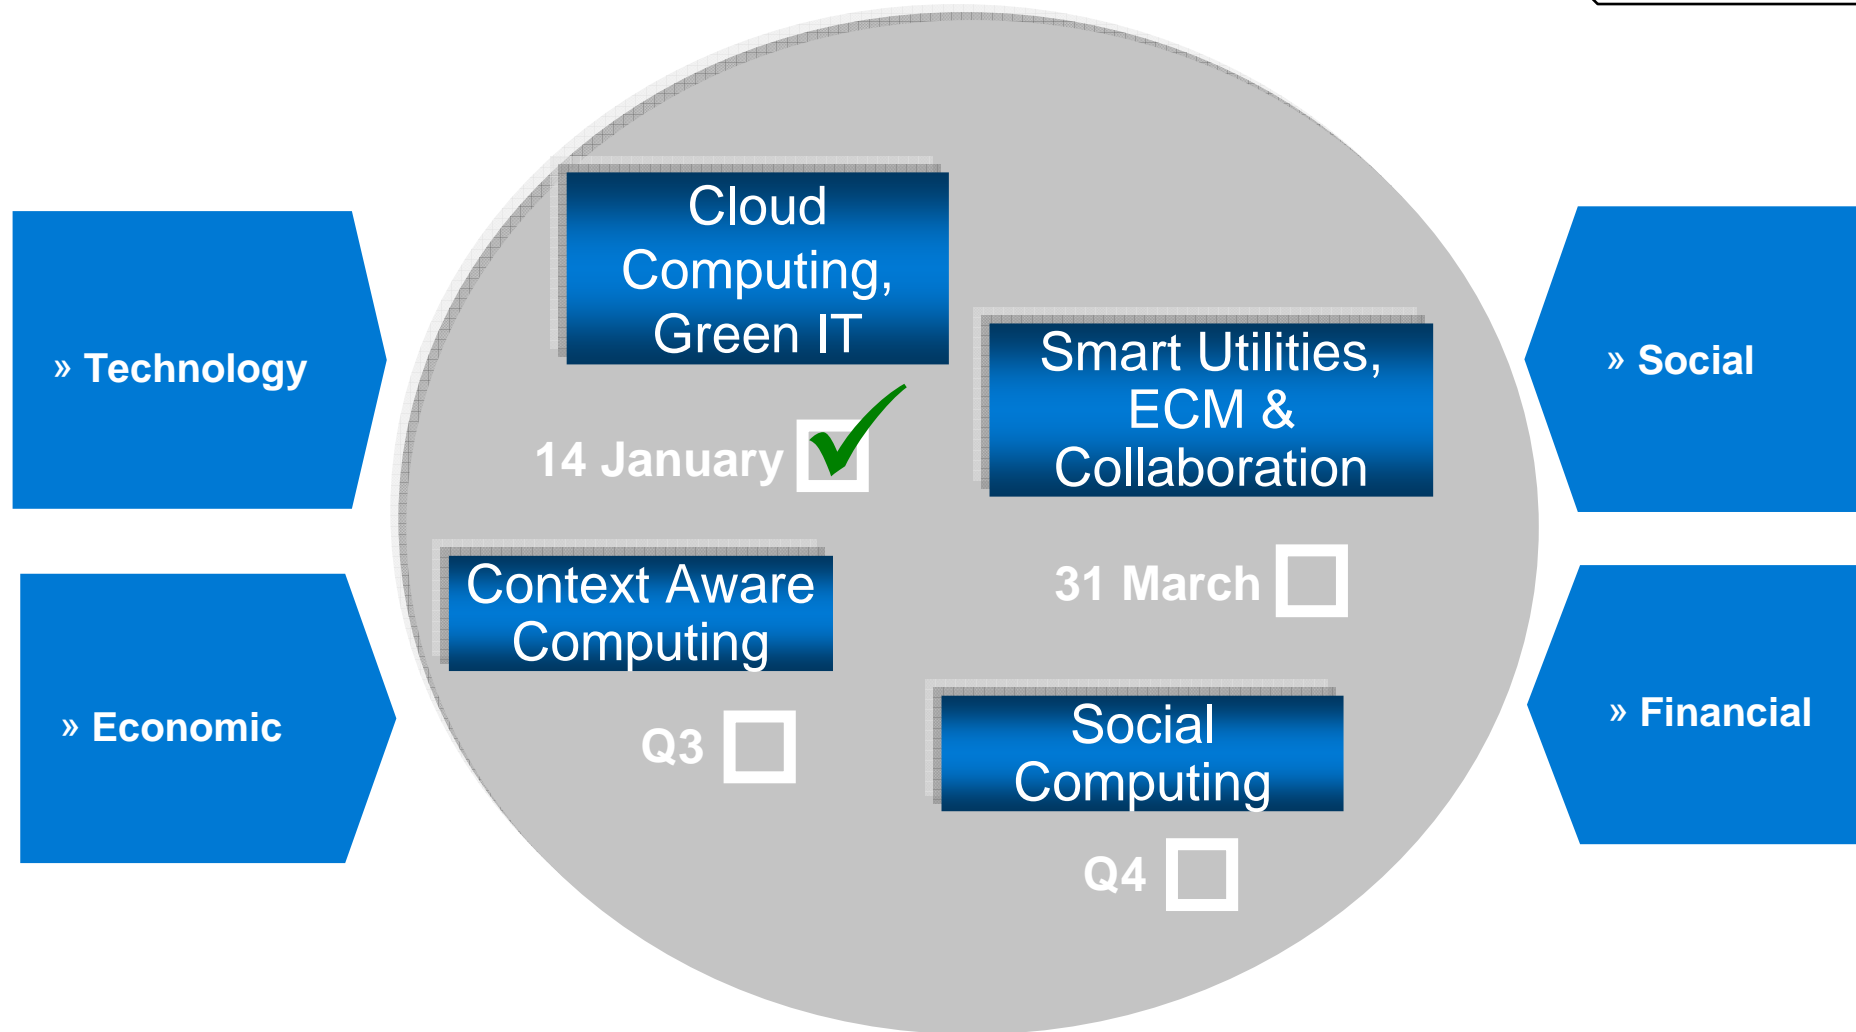 Cloud
Computing,
Green IT
14 January
Smart Utilities,
ECM &
Collaboration
31 March
Context Aware
Computing
Q3
Social
Computing
Q4
» Technology
» Economic
» Social
» Financial